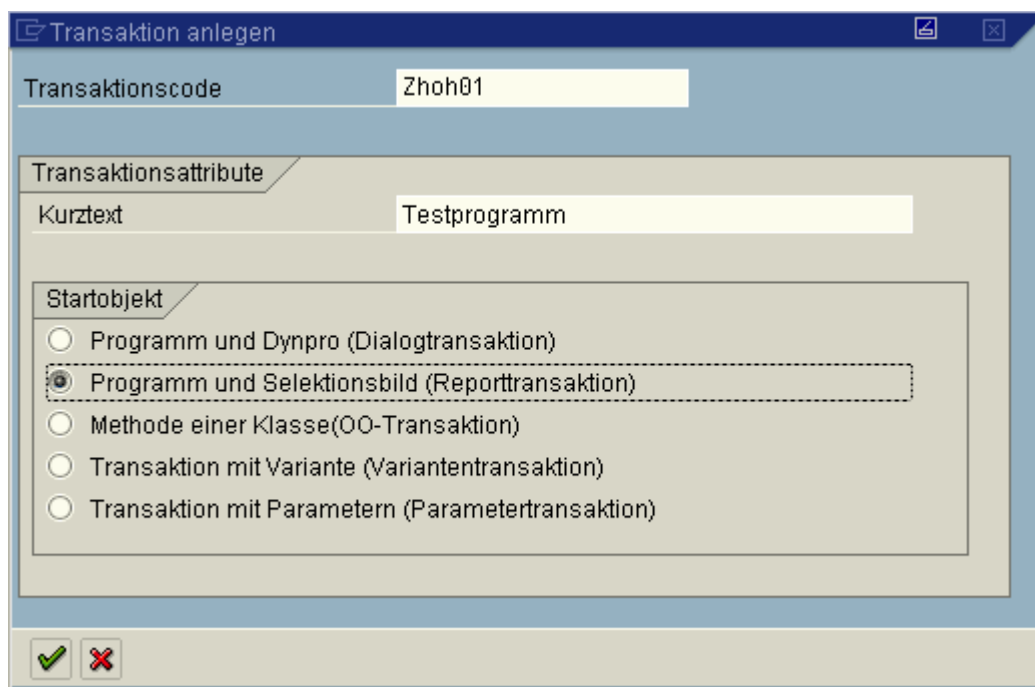 Transaktion anlegen
Transaktionscode Zhoh01
Transaktionsattribute
Kurztext Testprogramm
Startobjekt
Programm und Dynpro (Dialogtransaktion)
Programm und Selektionsbild (Reporttransaktion)
Methode einer Klasse(OO-Transaktion)
Transaktion mit Variante (Variantentransaktion)
Transaktion mit Parametern (Parametertransaktion)